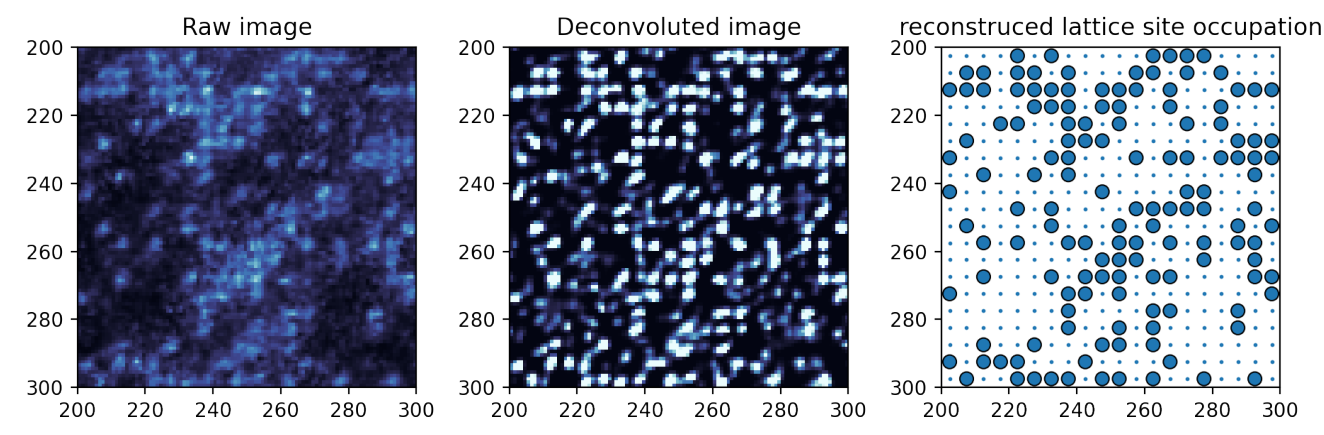 Raw image
Deconvoluted image
reconstruced lattice site occupation
200 200 200
220 220 220
240 240 240
260 260 260
280 280 280
300 300 300
200 220 240 260 280 300 200 220 240 260 280 300 200 220 240 260 280 300